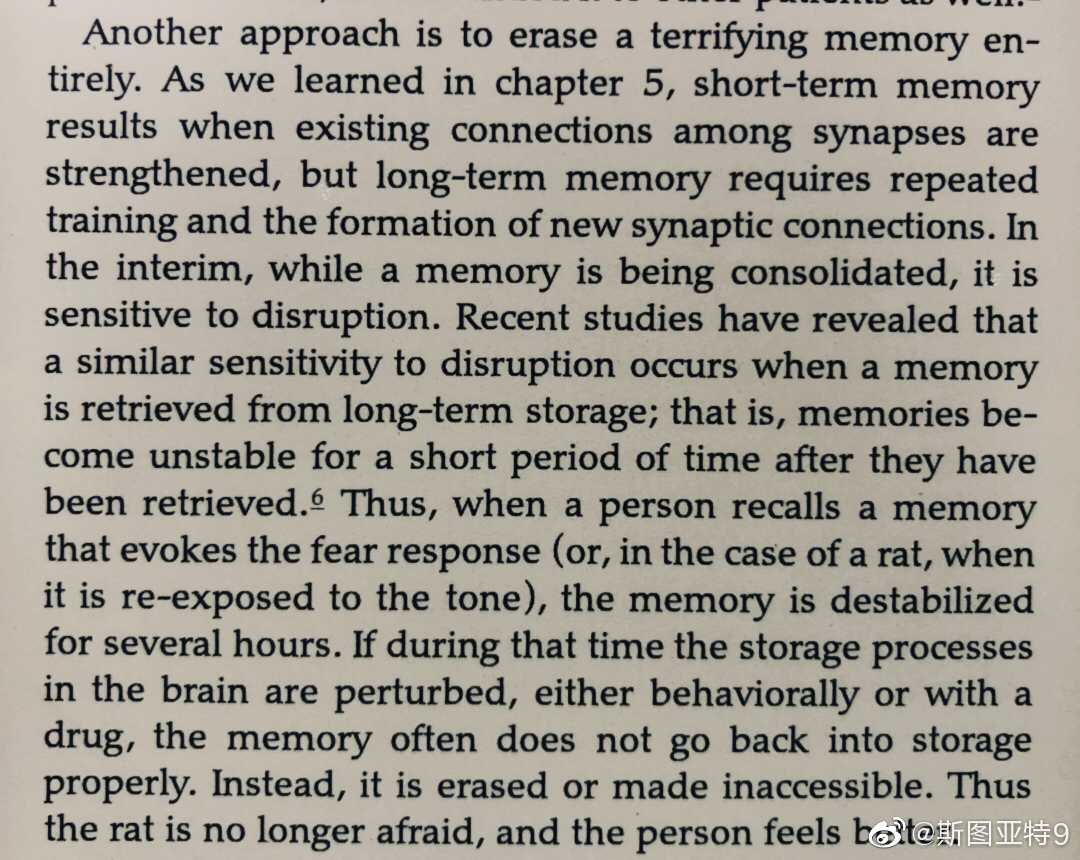 Another approach is to erase a terrifying memory en-
tirely. As we learned in chapter 5, short-term memory
results when existing connections among synapses are
strengthened, but long-term memory requires repeated
training and the formation of new synaptic connections. In
the interim, while a memory is being consolidated, it is
sensitive to disruption. Recent studies have revealed that
a similar sensitivity to disruption occurs when a memory
is retrieved from long-term storage; that is, memories be-
come unstable for a short period of time after they have
been retrieved.6 Thus, when a person recalls a memory
that evokes the fear response (or, in the case of a rat, when
it is re-exposed to the tone), the memory is destabilized
for several hours. If during that time the storage processes
in the brain are perturbed, either behaviorally or with a
drug, the memory often does not go back into storage
properly. Instead, it is erased or made inaccessible. Thus
the rat is no longer afraid, and the person feels
@斯图亚特9